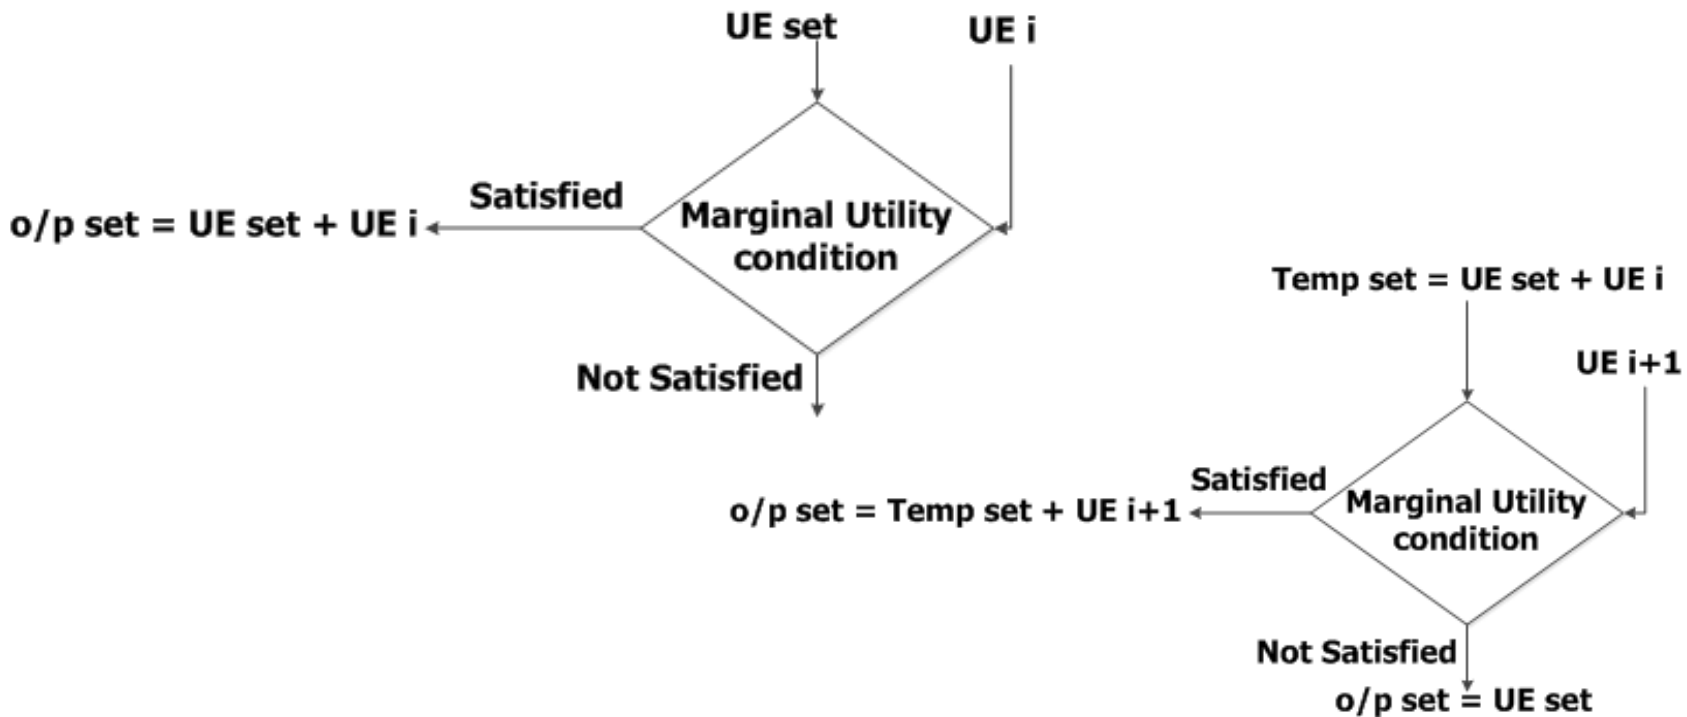 UE set
UE i
Satisfied
o/p set = UE set + UE i
Marginal Utility
condition
Not Satisfied
Temp set = UE set + UE i
UE i+1
Satisfied
o/p set = Temp set + UE i+1
Marginal Utility
condition
Not Satisfied
o/p set = UE set